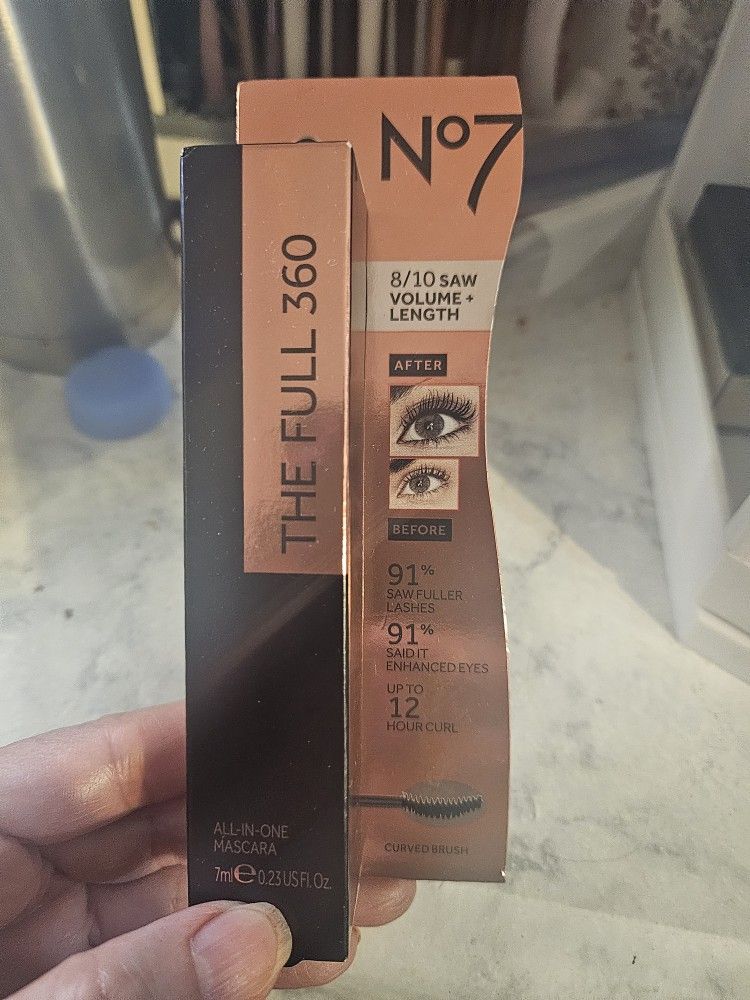 No7
8/10 SAW
VOLUME +
LENGTH
AFTER
BEFORE
91%
SAW FULLER
LASHES
91%
SAID IT
ENHANCED EYES
UP TO
12
HOUR CURL
CURVED BRUSH
THE FULL 360
ALL-IN-ONE
MASCARA
7ml℮0.23 US Fl. Oz.